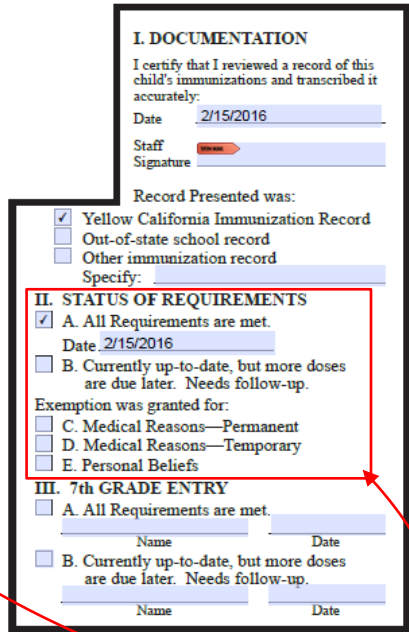 I. DOCUMENTATION
I certify that I reviewed a record of this
child's immunizations and transcribed it
accurately:
Date 2/15/2016
Staff
Signature
Record Presented was:
✓ Yellow California Immunization Record
Out-of-state school record
Other immunization record
Specify:
II. STATUS OF REQUIREMENTS
✓ A. All Requirements are met.
Date 2/15/2016
B. Currently up-to-date, but more doses
are due later. Needs follow-up.
Exemption was granted for:
C. Medical Reasons—Permanent
D. Medical Reasons—Temporary
E. Personal Beliefs
III. 7th GRADE ENTRY
A. All Requirements are met.
Name Date
B. Currently up-to-date, but more doses
are due later. Needs follow-up.
Name Date